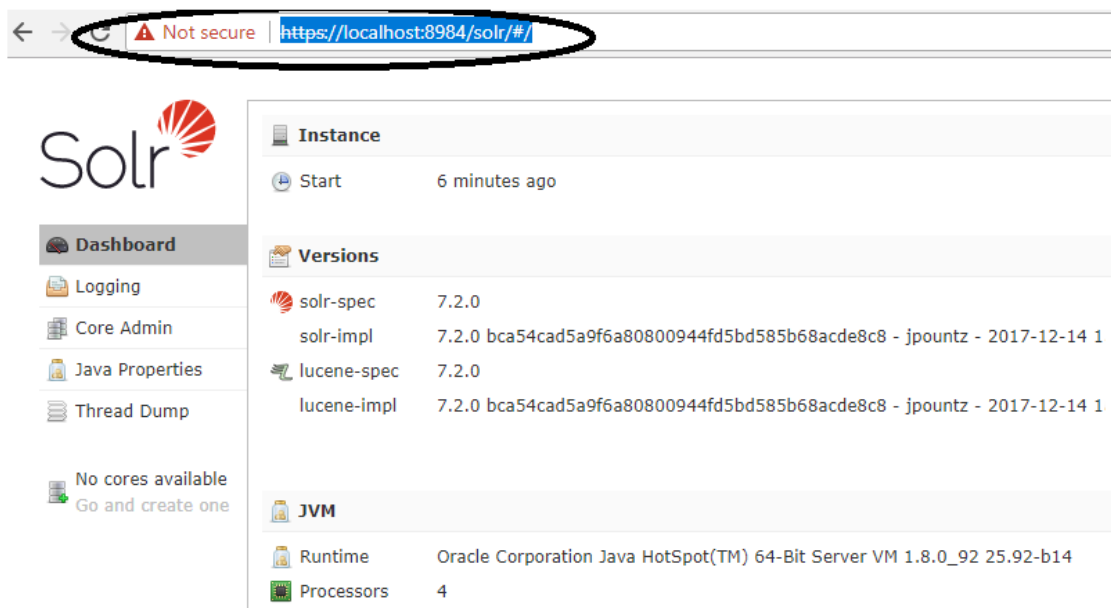 Not secure https://localhost:8984/solr/#/
Solr
Instance
Start 6 minutes ago
Dashboard
Logging
Core Admin
Java Properties
Thread Dump
No cores available
Go and create one
Versions
solr-spec 7.2.0
solr-impl 7.2.0 bca54cad5a9f6a80800944fd5bd585b68acde8c8 - jpountz - 2017-12-14 1
lucene-spec 7.2.0
lucene-impl 7.2.0 bca54cad5a9f6a80800944fd5bd585b68acde8c8 - jpountz - 2017-12-14 1
JVM
Runtime Oracle Corporation Java HotSpot(TM) 64-Bit Server VM 1.8.0_92 25.92-b14
Processors 4